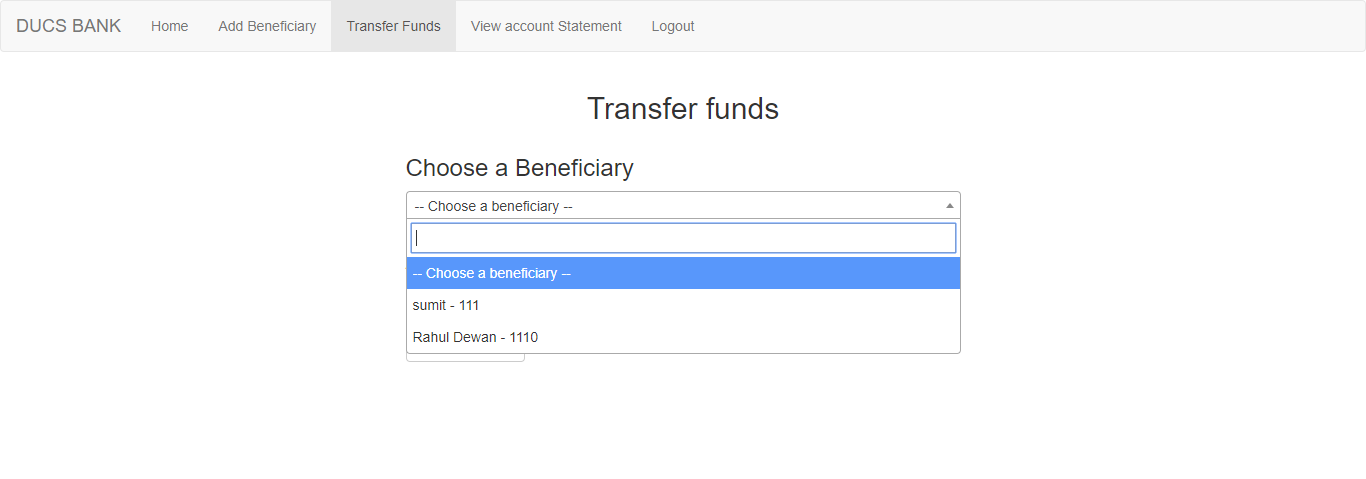 DUCS BANK Home Add Beneficiary Transfer Funds View account Statement Logout
Transfer funds
Choose a Beneficiary
-- Choose a beneficiary --
-- Choose a beneficiary --
sumit - 111
Rahul Dewan - 1110